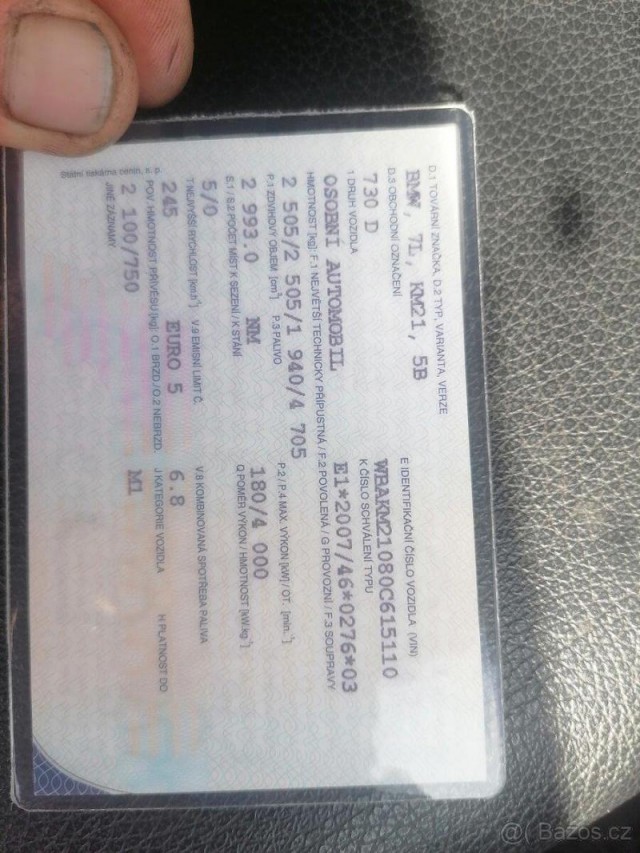 D.1 TOVÁRNÍ ZNAČKA, D.2 TYP, VARIANTA, VERZE
BMW, 7L, KM21, 5B
E IDENTIFIKAČNÍ ČÍSLO VOZIDLA (VIN)
D.3 OBCHODNÍ OZNAČENÍ
WBAKM21080C615110
730 D
K ČÍSLO SCHVÁLENÍ TYPU
1 DRUH VOZIDLA
E1*2007/46*0276*03
OSOBNÍ AUTOMOBIL
HMOTNOST [kg]: F.1 NEJVĚTŠÍ TECHNICKY PŘÍPUSTNÁ / F.2 POVOLENÁ / G PROVOZNÍ / F.3 SOUPRAVY
2 505/2 505/1 940/4 705
P.1 ZDVIHOVÝ OBJEM [cm³] P.3 PALIVO P.2 / P.4 MAX. VÝKON [kW] / OT. [min.⁻¹]
2 993.0 NM 180/4 000
S.1 / S.2 POČET MÍST K SEZENÍ / K STÁNÍ Q POMĚR VÝKON / HMOTNOST [kW.kg⁻¹]
5/0
T NEJVYŠŠÍ RYCHLOST [km.h⁻¹] V.9 EMISNÍ LIMIT Č. V.8 KOMBINOVANÁ SPOTŘEBA PALIVA
245 EURO 5 6.8
POV. HMOTNOST PŘÍVĚSU [kg]: O.1 BRZD./O.2 NEBRZD. J KATEGORIE VOZIDLA H PLATNOST DO
2 100/750 M1
JINÉ ZÁZNAMY
Státní tiskárna cenin, s. p.
@( Bazos.cz